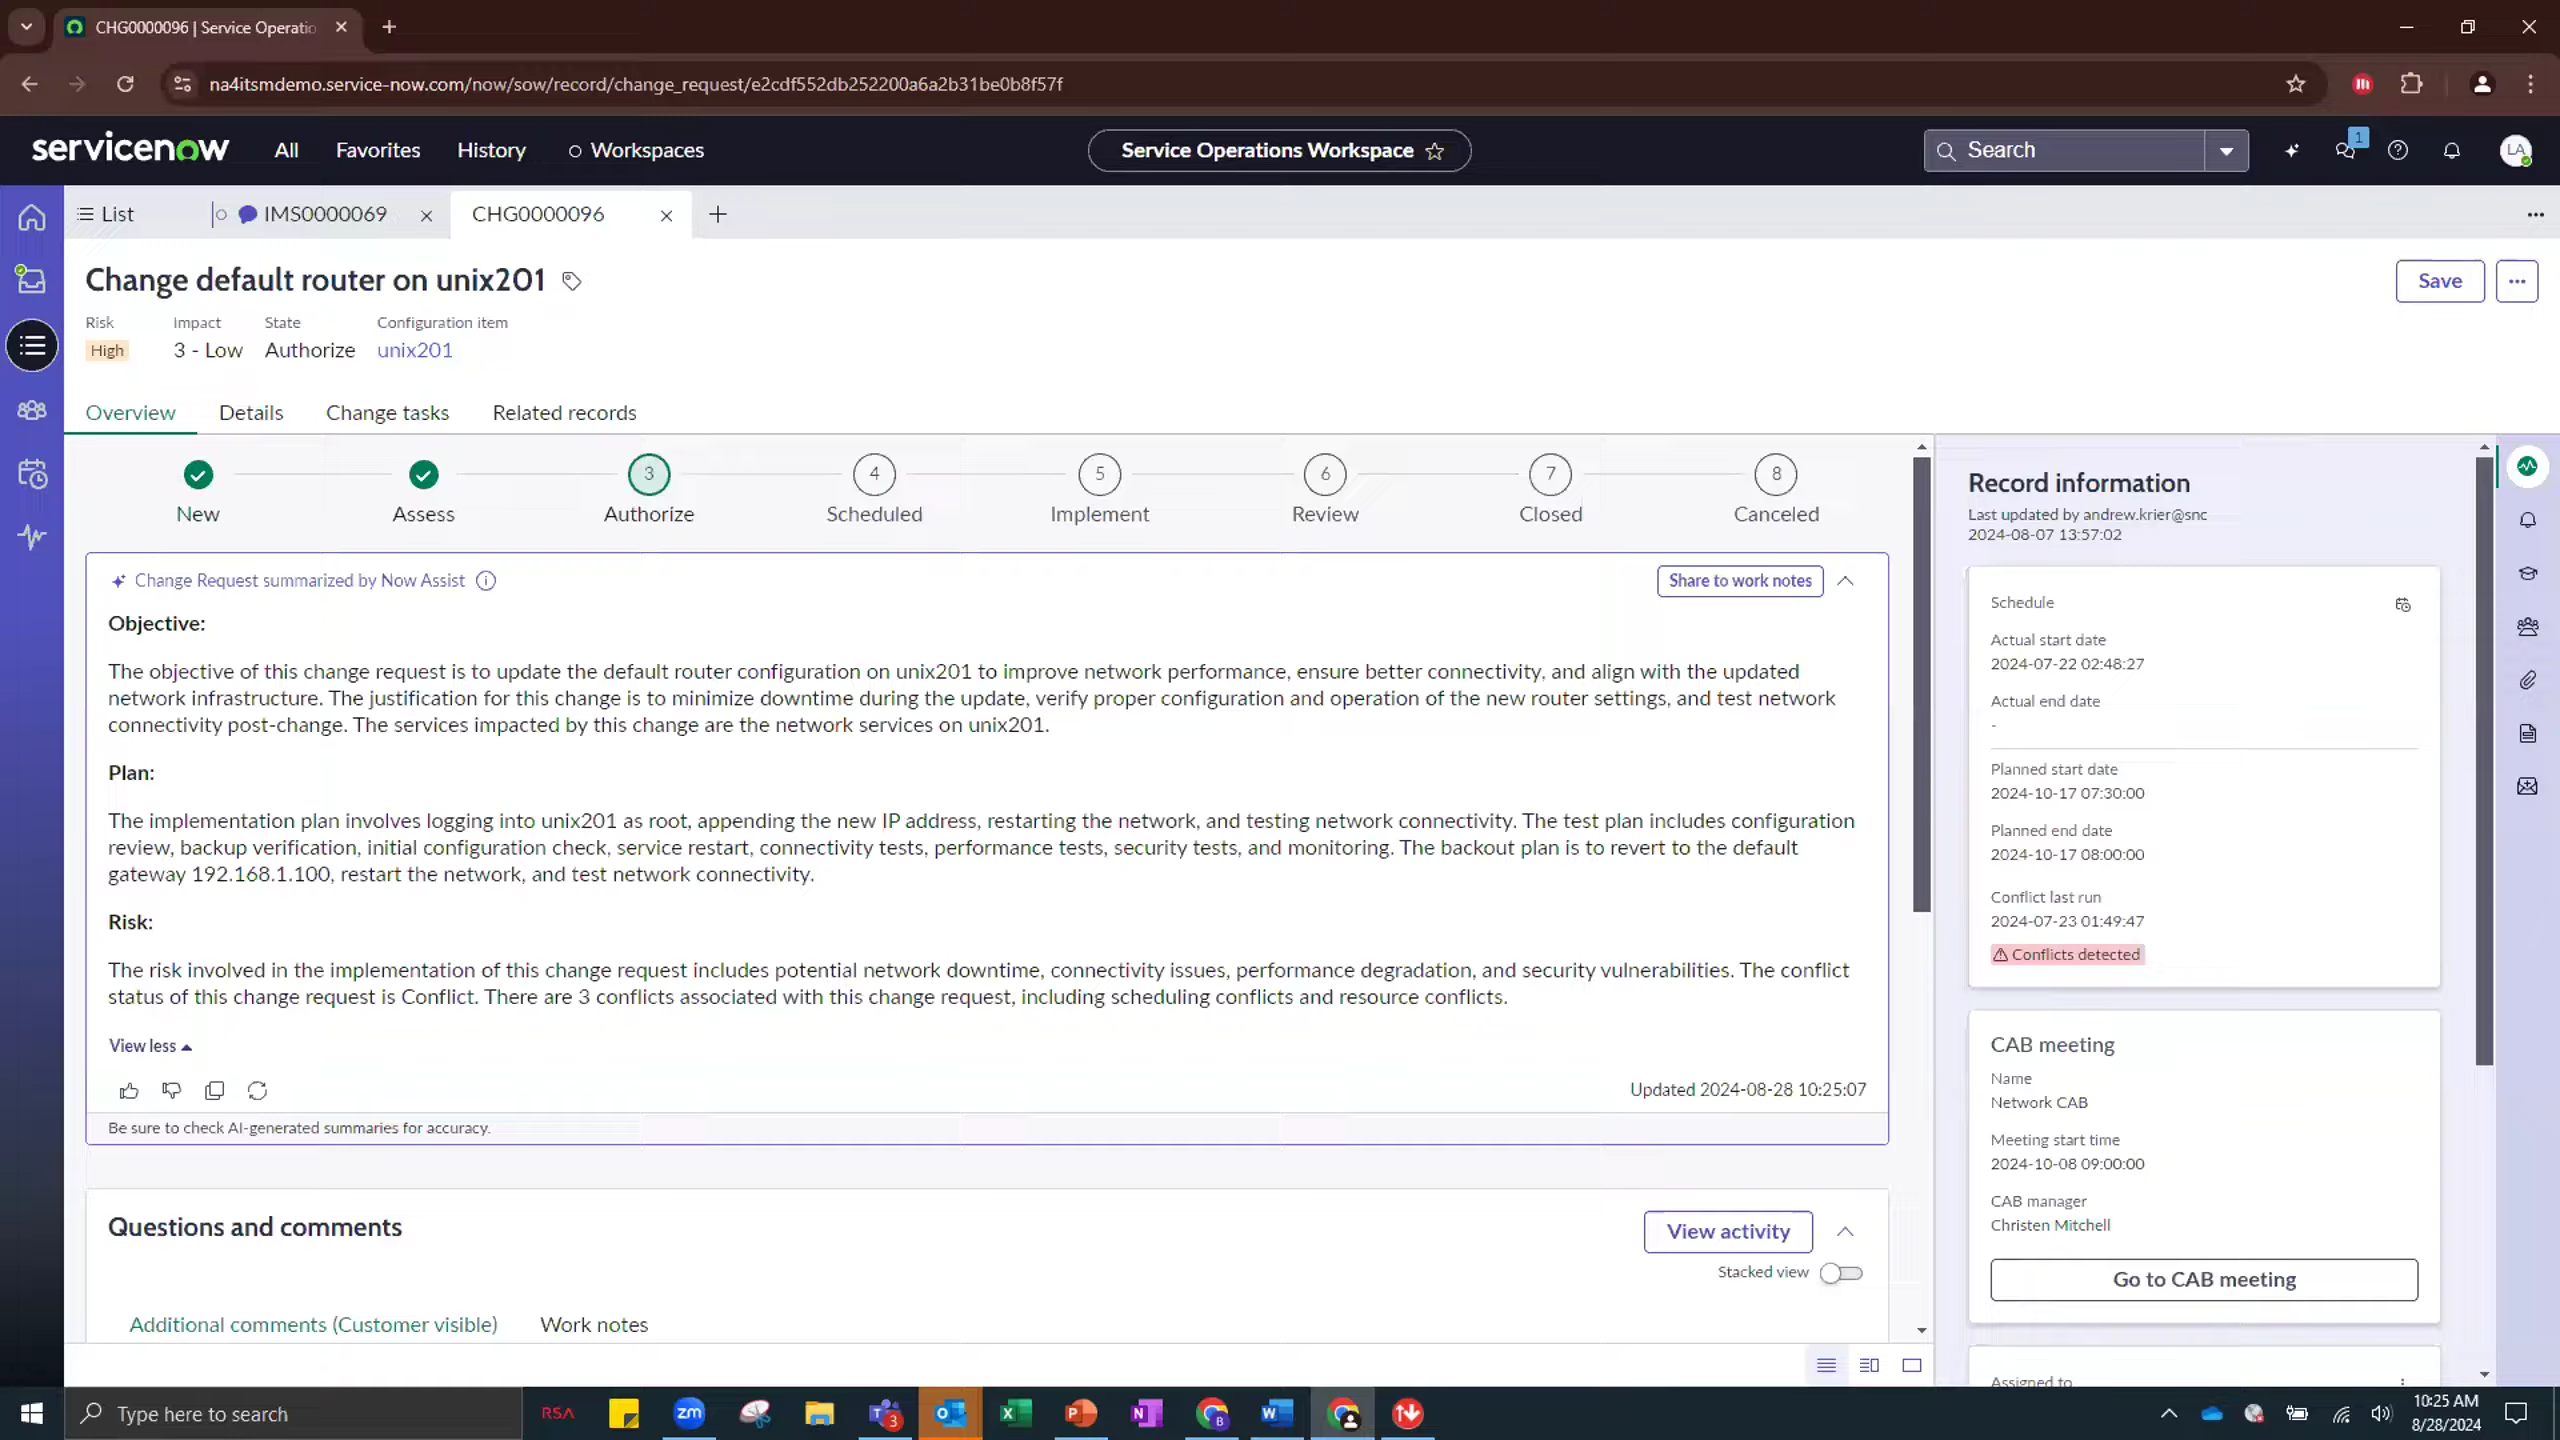 CHG0000096 | Service Operatio
na4itsmdemo.service-now.com/now/sow/record/change_request/e2cdf552db252200a6a2b31be0b8f57f
servicenow
All
Favorites
History
Workspaces
Service Operations Workspace
Search
1
LA
List
IMS0000069
CHG0000096
Change default router on unix201
Save
Risk
Impact
State
Configuration item
High
3 - Low
Authorize
unix201
Overview
Details
Change tasks
Related records
3
4
5
6
7
8
New
Assess
Authorize
Scheduled
Implement
Review
Closed
Canceled
Change Request summarized by Now Assist
Share to work notes
Objective:
The objective of this change request is to update the default router configuration on unix201 to improve network performance, ensure better connectivity, and align with the updated
network infrastructure. The justification for this change is to minimize downtime during the update, verify proper configuration and operation of the new router settings, and test network
connectivity post-change. The services impacted by this change are the network services on unix201.
Plan:
The implementation plan involves logging into unix201 as root, appending the new IP address, restarting the network, and testing network connectivity. The test plan includes configuration
review, backup verification, initial configuration check, service restart, connectivity tests, performance tests, security tests, and monitoring. The backout plan is to revert to the default
gateway 192.168.1.100, restart the network, and test network connectivity.
Risk:
The risk involved in the implementation of this change request includes potential network downtime, connectivity issues, performance degradation, and security vulnerabilities. The conflict
status of this change request is Conflict. There are 3 conflicts associated with this change request, including scheduling conflicts and resource conflicts.
View less
Updated 2024-08-28 10:25:07
Be sure to check AI-generated summaries for accuracy.
Questions and comments
View activity
Stacked view
Additional comments (Customer visible)
Work notes
Record information
Last updated by andrew.krier@snc
2024-08-07 13:57:02
Schedule
Actual start date
2024-07-22 02:48:27
Actual end date
-
Planned start date
2024-10-17 07:30:00
Planned end date
2024-10-17 08:00:00
Conflict last run
2024-07-23 01:49:47
Conflicts detected
CAB meeting
Name
Network CAB
Meeting start time
2024-10-08 09:00:00
CAB manager
Christen Mitchell
Go to CAB meeting
Assigned to
Type here to search
RSA
zm
3
10:25 AM
8/28/2024